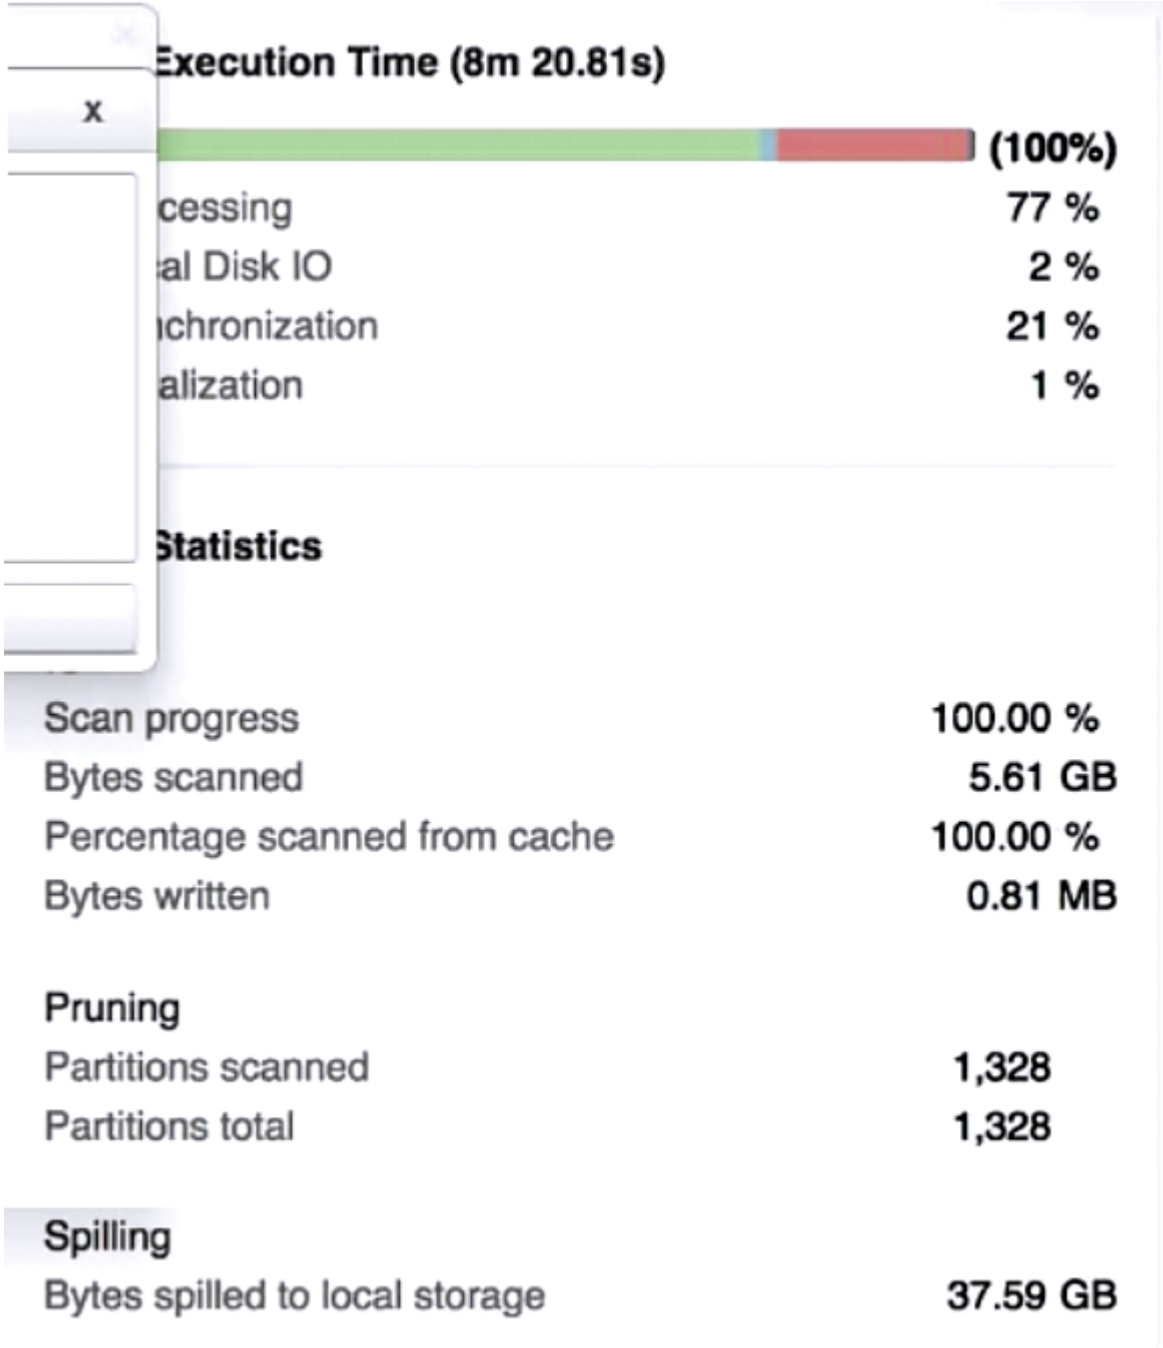 x
Execution Time (8m 20.81s)
(100%)
cessing 77 %
cal Disk IO 2 %
nchronization 21 %
alization 1 %
Statistics
Scan progress 100.00 %
Bytes scanned 5.61 GB
Percentage scanned from cache 100.00 %
Bytes written 0.81 MB
Pruning
Partitions scanned 1,328
Partitions total 1,328
Spilling
Bytes spilled to local storage 37.59 GB